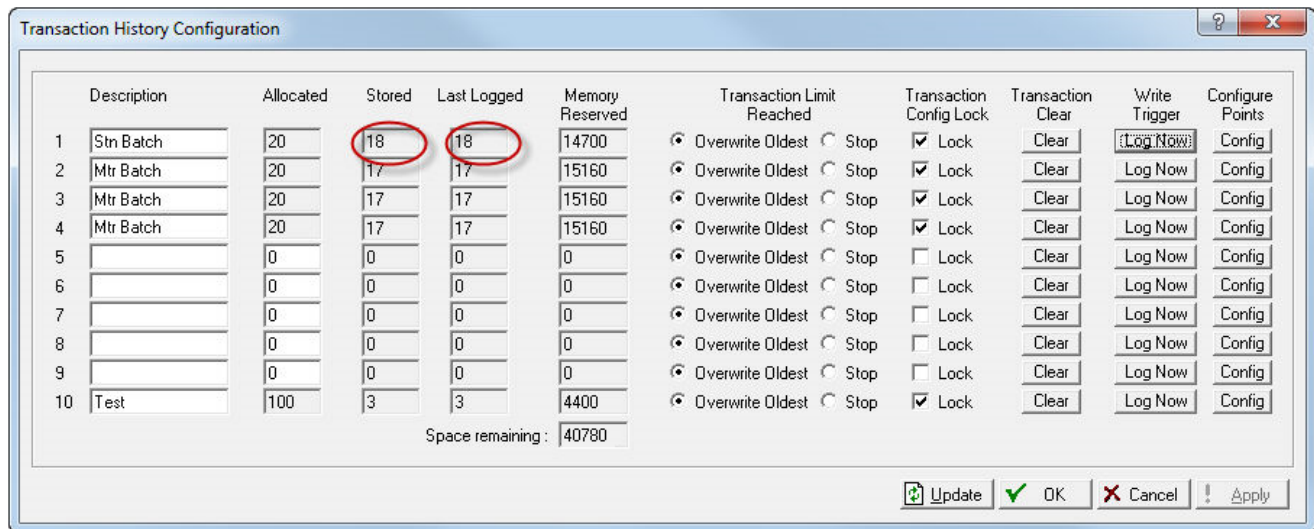 Transaction History Configuration
Description Allocated Stored Last Logged Memory Reserved Transaction Limit Reached Transaction Config Lock Transaction Clear Write Trigger Configure Points
1 Stn Batch 20 18 18 14700 Overwrite Oldest Stop Lock Clear Log Now Config
2 Mtr Batch 20 17 17 15160 Overwrite Oldest Stop Lock Clear Log Now Config
3 Mtr Batch 20 17 17 15160 Overwrite Oldest Stop Lock Clear Log Now Config
4 Mtr Batch 20 17 17 15160 Overwrite Oldest Stop Lock Clear Log Now Config
5 0 0 0 0 Overwrite Oldest Stop Lock Clear Log Now Config
6 0 0 0 0 Overwrite Oldest Stop Lock Clear Log Now Config
7 0 0 0 0 Overwrite Oldest Stop Lock Clear Log Now Config
8 0 0 0 0 Overwrite Oldest Stop Lock Clear Log Now Config
9 0 0 0 0 Overwrite Oldest Stop Lock Clear Log Now Config
10 Test 100 3 3 4400 Overwrite Oldest Stop Lock Clear Log Now Config
Space remaining : 40780
Update OK Cancel Apply